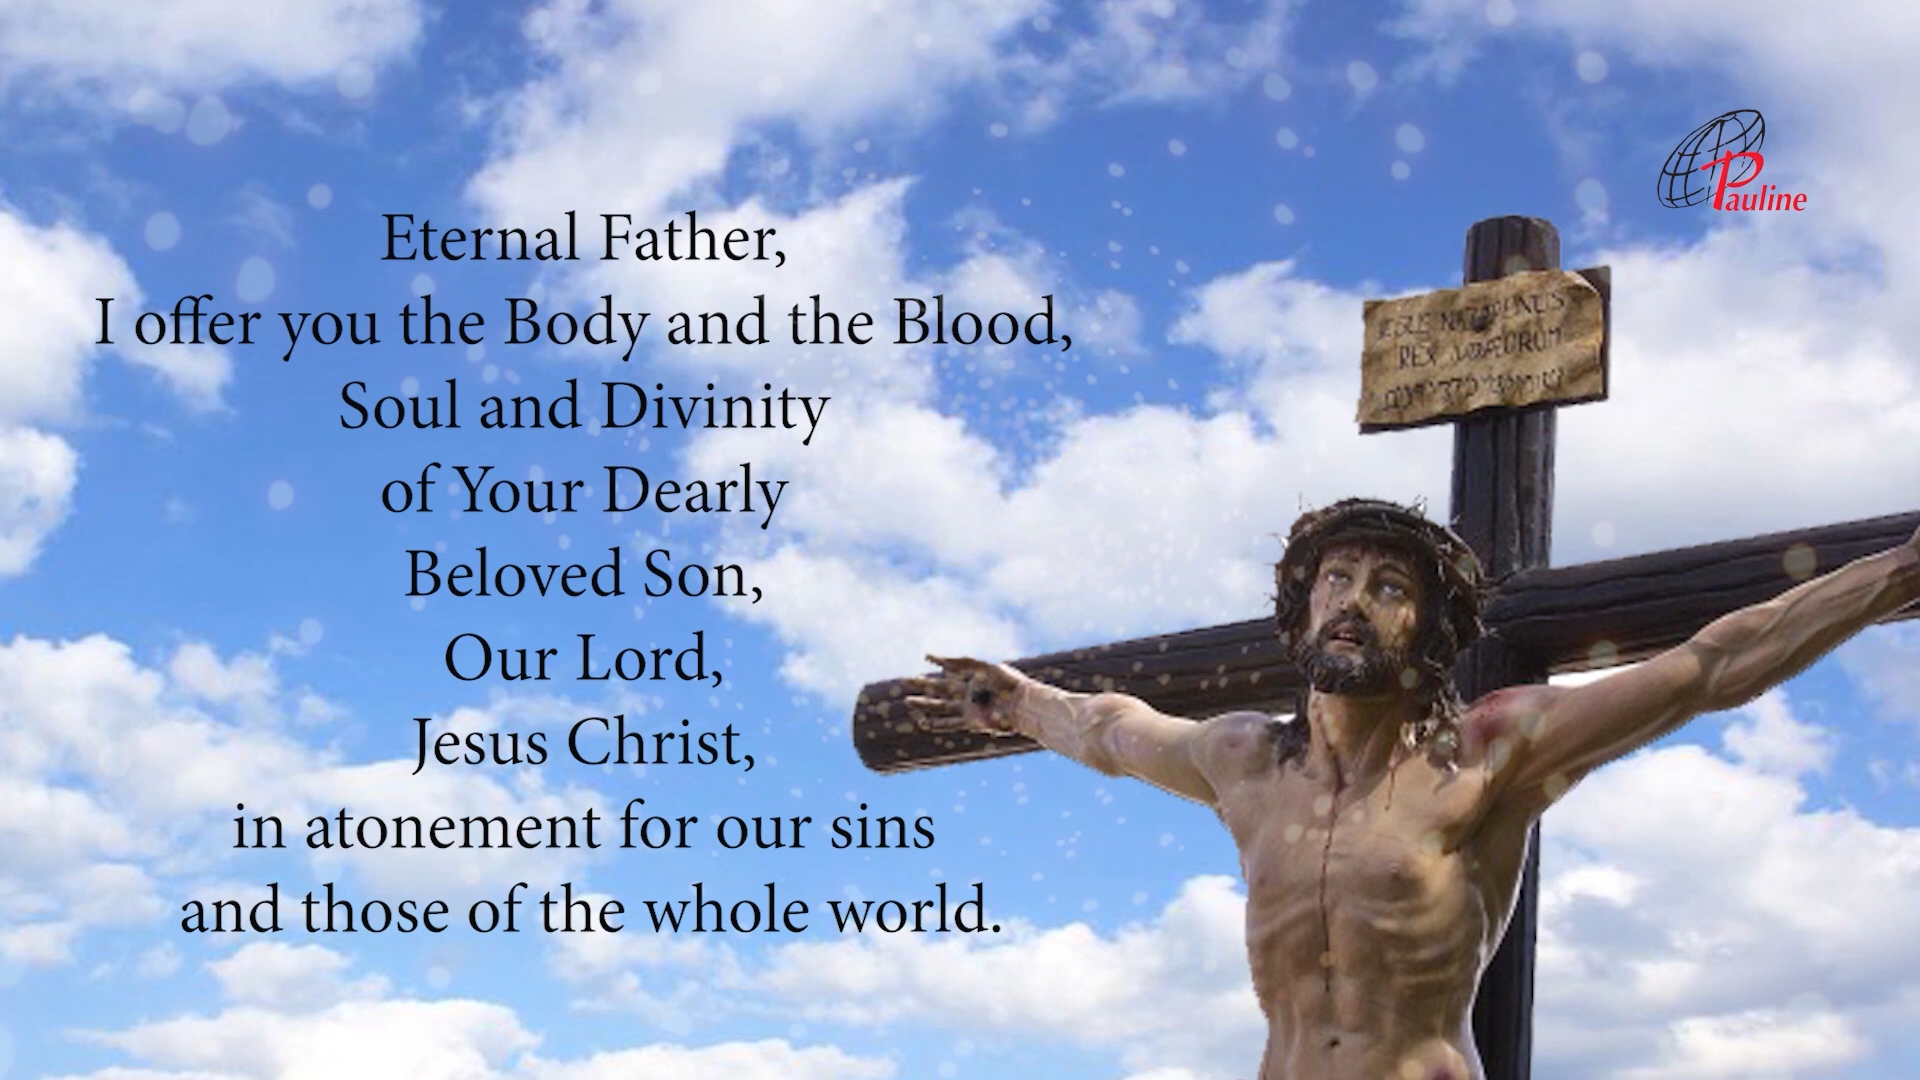 Eternal Father,
I offer you the Body and the Blood,
Soul and Divinity
of Your Dearly
Beloved Son,
Our Lord,
Jesus Christ,
in atonement for our sins
and those of the whole world.
Pauline
REX